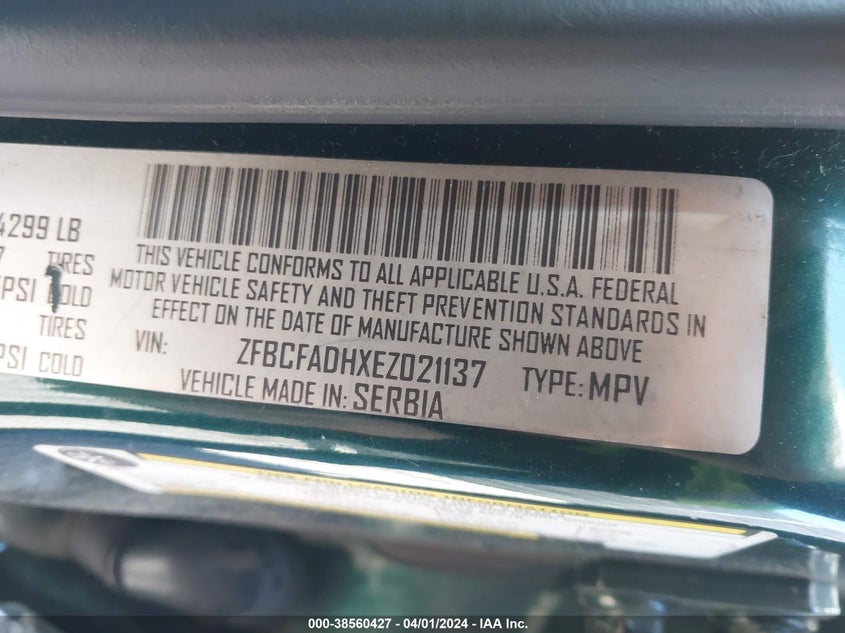 4299 LB
TIRES
PSI COLD
TIRES
PSI COLD
THIS VEHICLE CONFORMS TO ALL APPLICABLE U.S.A. FEDERAL
MOTOR VEHICLE SAFETY AND THEFT PREVENTION STANDARDS IN
EFFECT ON THE DATE OF MANUFACTURE SHOWN ABOVE
VIN: ZFBCFADHXEZ021137 TYPE: MPV
VEHICLE MADE IN: SERBIA
000-38560427 - 04/01/2024 - IAA Inc.